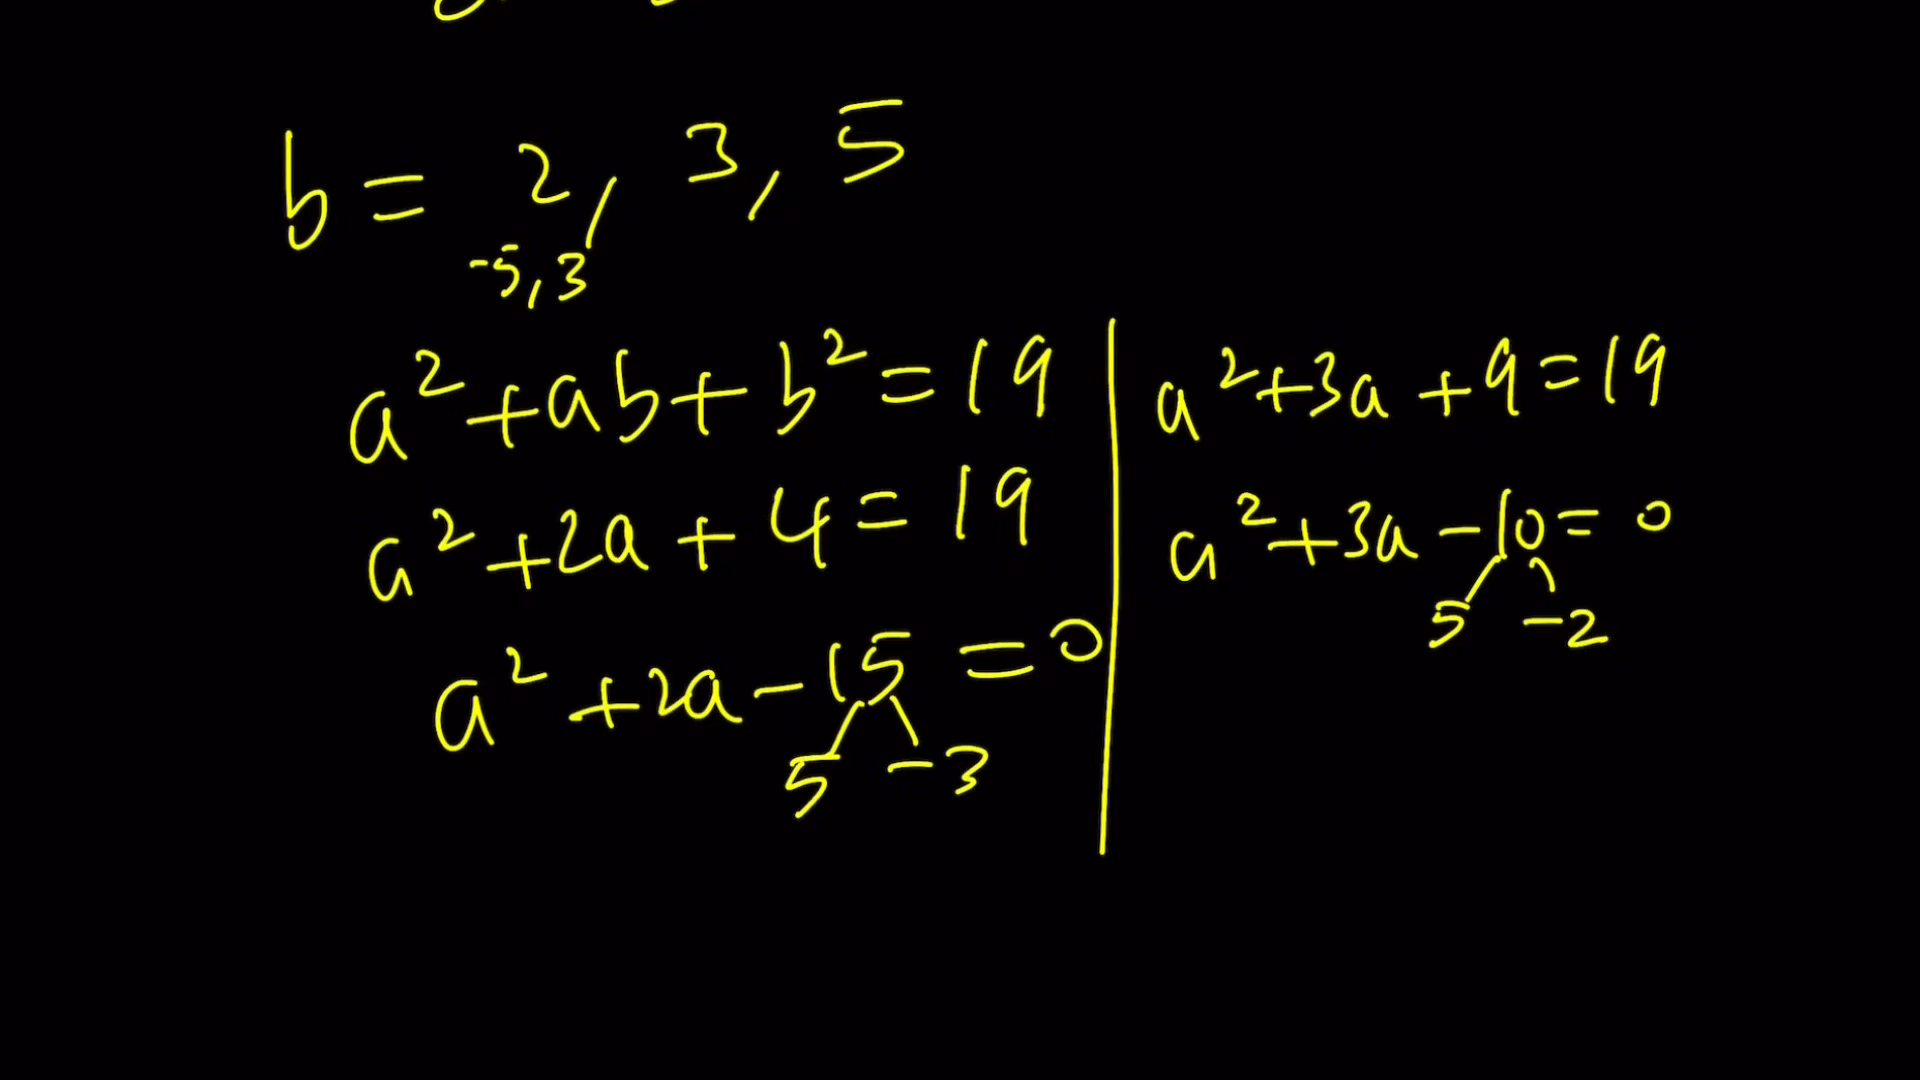 b = 2, 3, 5
-5, 3
a² + ab + b² = 19
a² + 2a + 4 = 19
a² + 2a - 15 = 0
5 -3
a² + 3a + 9 = 19
a² + 3a - 10 = 0
5 -2